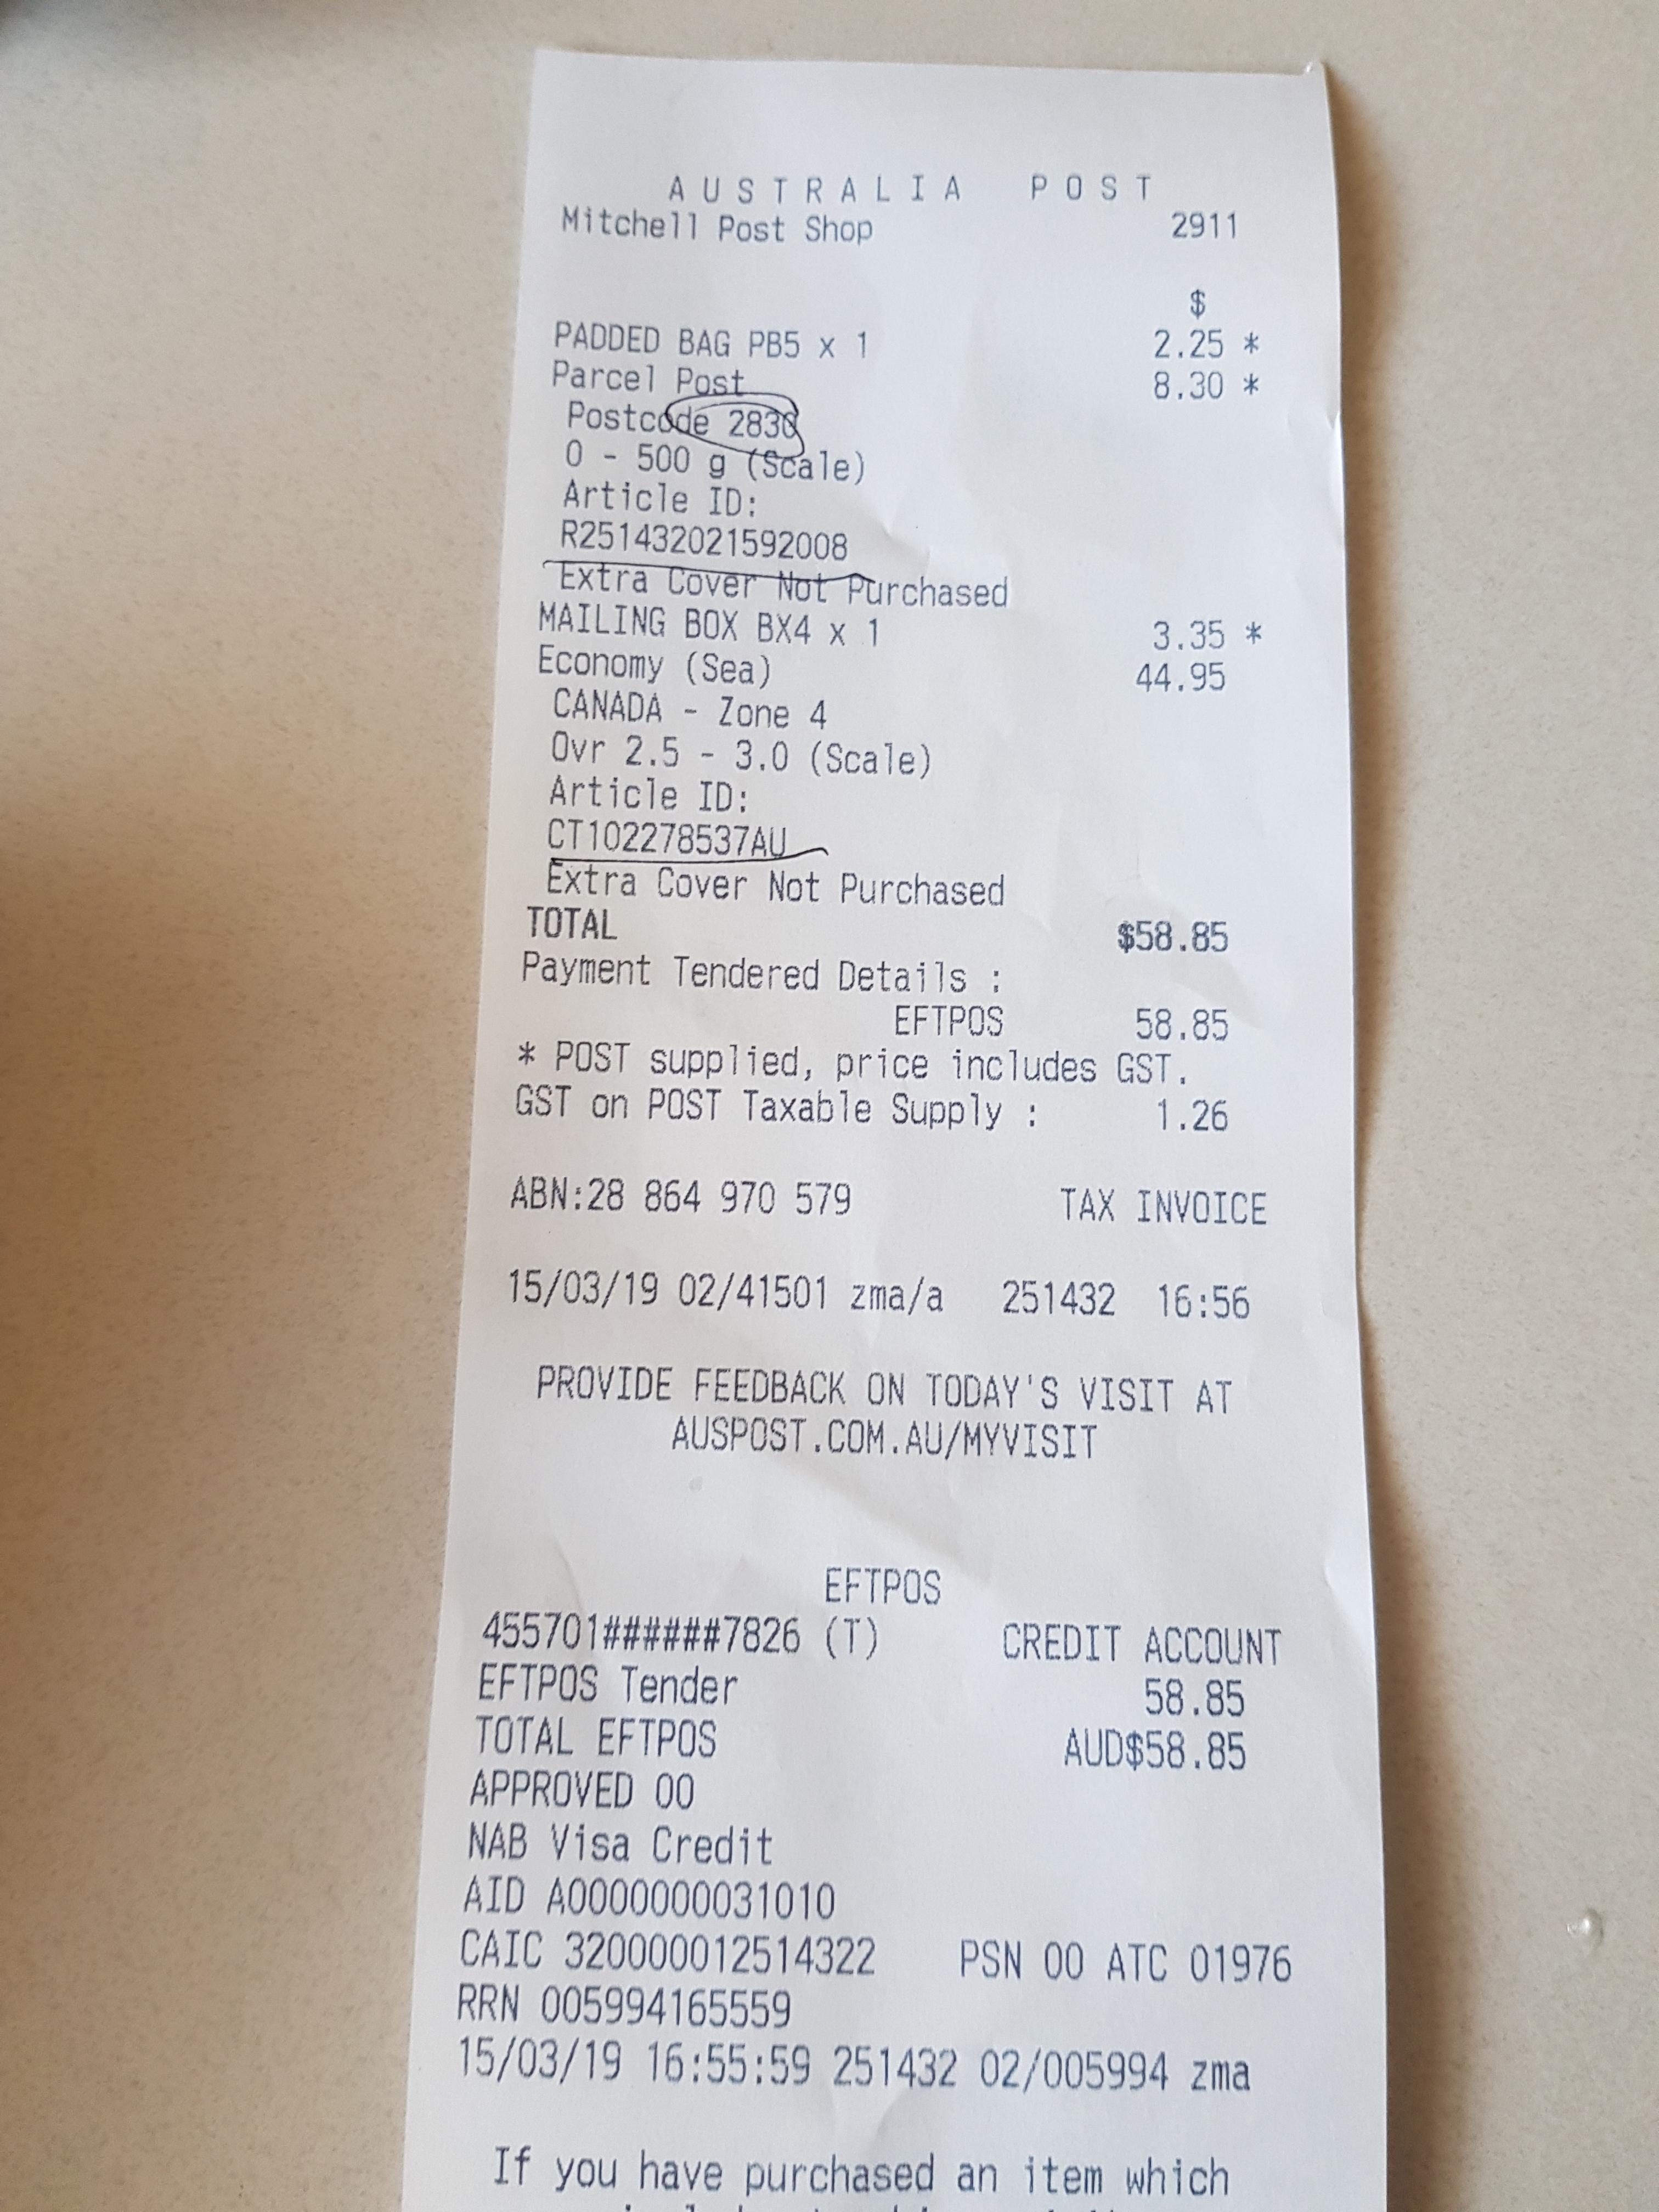 AUSTRALIA POST
Mitchell Post Shop 2911
$
PADDED BAG PB5 x 1 2.25 *
Parcel Post 8.30 *
Postcode 2830
0 - 500 g (Scale)
Article ID:
R251432021592008
Extra Cover Not Purchased
MAILING BOX BX4 x 1 3.35 *
Economy (Sea) 44.95
CANADA - Zone 4
Ovr 2.5 - 3.0 (Scale)
Article ID:
CT102278537AU
Extra Cover Not Purchased
TOTAL $58.85
Payment Tendered Details :
EFTPOS 58.85
* POST supplied, price includes GST.
GST on POST Taxable Supply : 1.26
ABN:28 864 970 579 TAX INVOICE
15/03/19 02/41501 zma/a 251432 16:56
PROVIDE FEEDBACK ON TODAY'S VISIT AT
AUSPOST.COM.AU/MYVISIT
EFTPOS
455701######7826 (T) CREDIT ACCOUNT
EFTPOS Tender 58.85
TOTAL EFTPOS AUD$58.85
APPROVED 00
NAB Visa Credit
AID A0000000031010
CAIC 320000012514322 PSN 00 ATC 01976
RRN 005994165559
15/03/19 16:55:59 251432 02/005994 zma
If you have purchased an item which